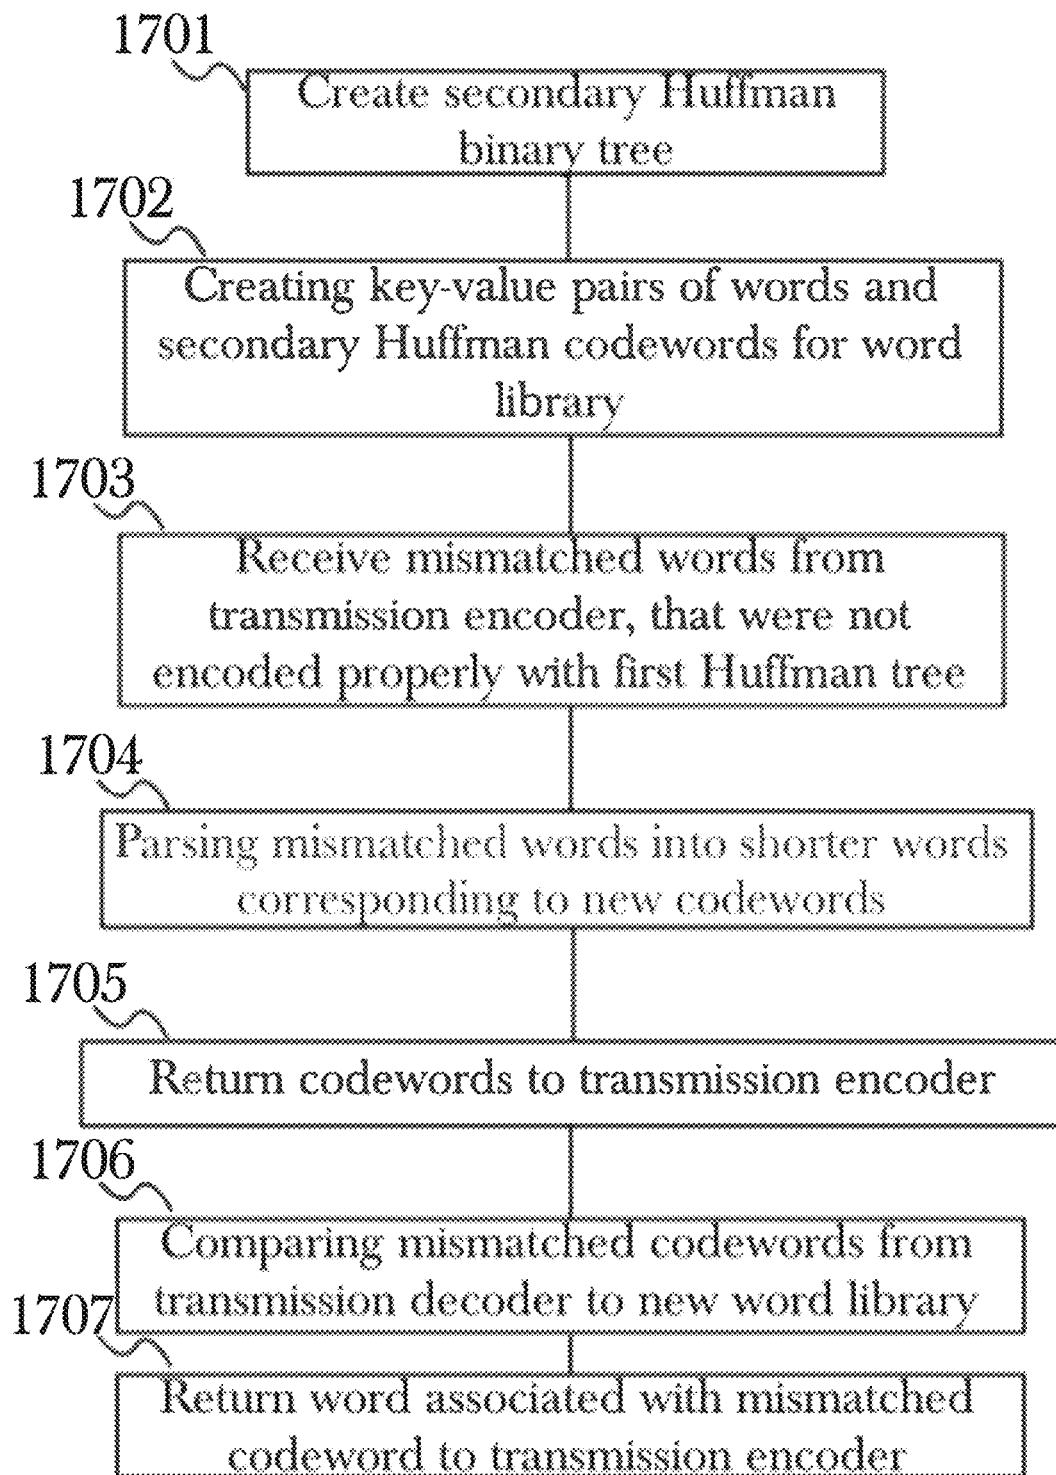 1701
Create secondary Huffman
binary tree
1702
Creating key-value pairs of words and
secondary Huffman codewords for word
library
1703
Receive mismatched words from
transmission encoder, that were not
encoded properly with first Huffman tree
1704
Parsing mismatched words into shorter words
corresponding to new codewords
1705
Return codewords to transmission encoder
1706
Comparing mismatched codewords from
transmission decoder to new word library
1707
Return word associated with mismatched
codeword to transmission encoder